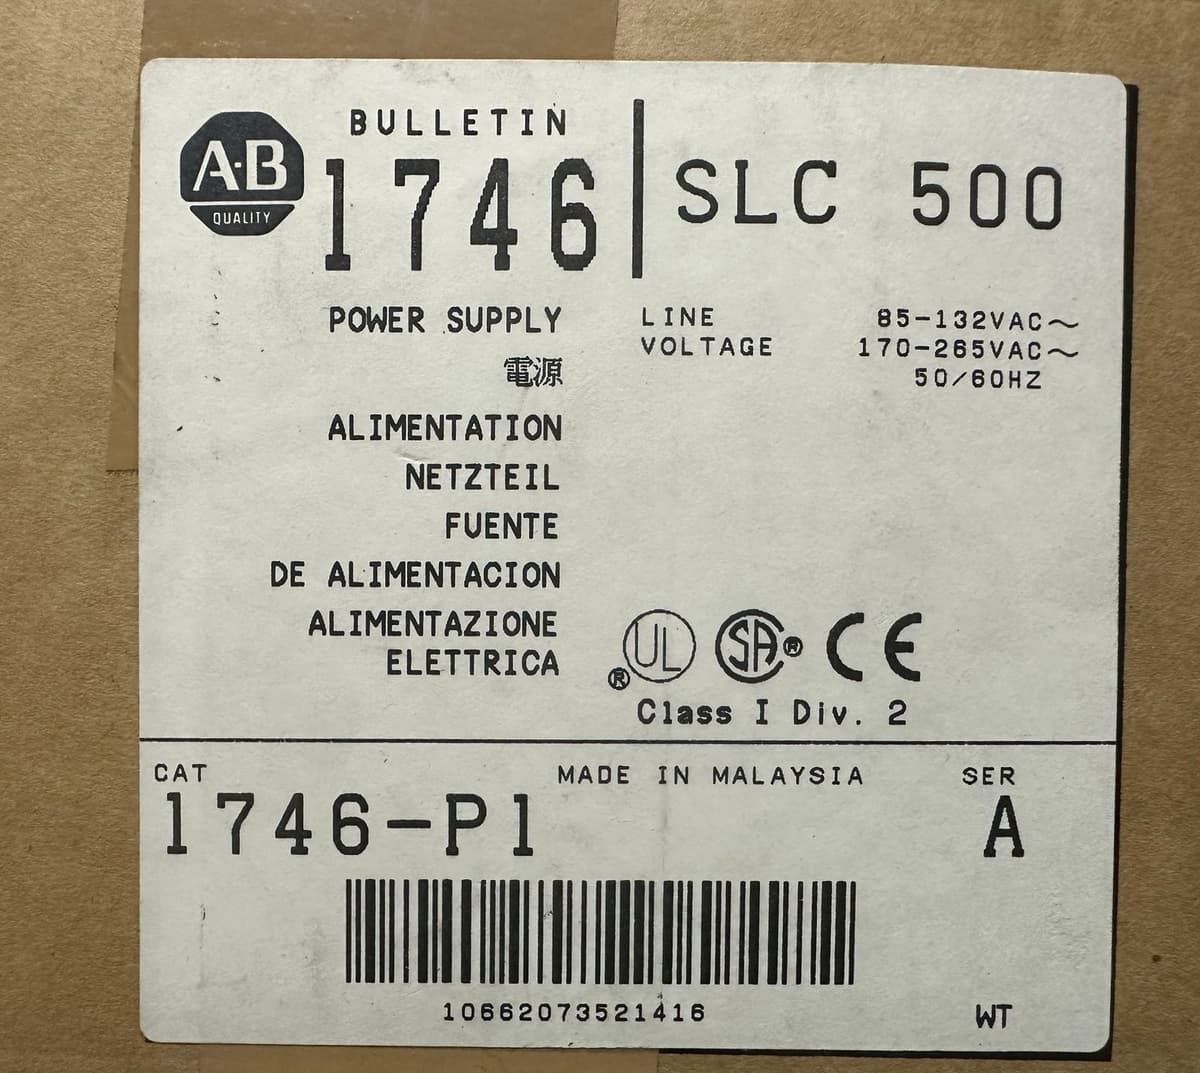 A·B
QUALITY
BULLETIN
1746
SLC 500
POWER SUPPLY
電源
ALIMENTATION
NETZTEIL
FUENTE
DE ALIMENTACION
ALIMENTAZIONE
ELETTRICA
LINE
VOLTAGE
85-132VAC~
170-265VAC~
50/60HZ
UL® SA® CE
Class I Div. 2
CAT
1746-P1
MADE IN MALAYSIA
SER
A
10662073521416
WT